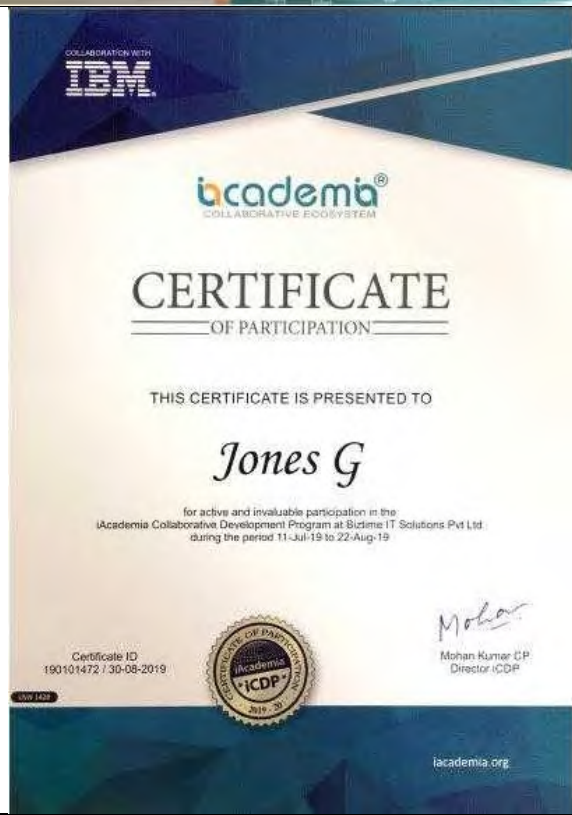 COLLABORATION WITH
IBM.
iacademia®
COLLABORATIVE ECOSYSTEM
CERTIFICATE
OF PARTICIPATION
THIS CERTIFICATE IS PRESENTED TO
Jones G
for active and invaluable participation in the
iAcademia Collaborative Development Program at Biztime IT Solutions Pvt Ltd
during the period 11-Jul-19 to 22-Aug-19
Mohan
Certificate ID
190101472 / 30-08-2019
Mohan Kumar CP
Director iCDP
CERTIFICATE OF PARTICIPATION
iAcademia
iCDP
2019 - 20
iacademia.org